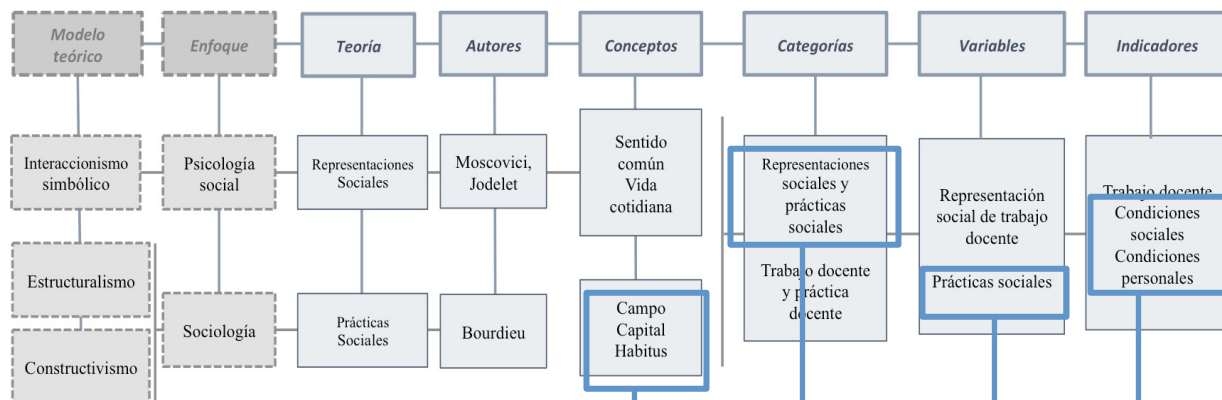 Modelo
teórico
Enfoque
Teoría
Autores
Conceptos
Categorías
Variables
Indicadores
Interaccionismo
simbólico
Psicología
social
Representaciones
Sociales
Moscovici,
Jodelet
Sentido
común
Vida
cotidiana
Representaciones
sociales y
prácticas
sociales
Trabajo docente
y práctica
docente
Representación
social de trabajo
docente
Prácticas sociales
Trabajo docente
Condiciones
sociales
Condiciones
personales
Estructuralismo
Constructivismo
Sociología
Prácticas
Sociales
Bourdieu
Campo
Capital
Habitus